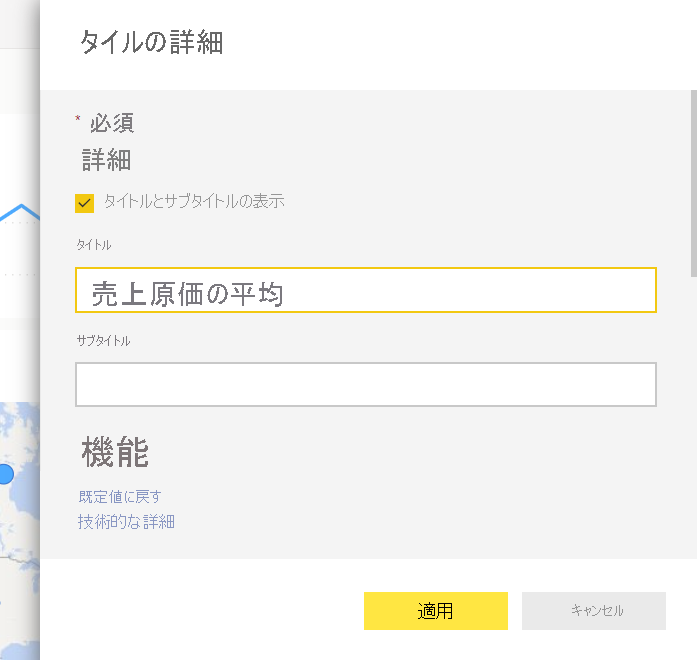 タイルの詳細
* 必須
詳細
タイトルとサブタイトルの表示
タイトル
売上原価の平均
サブタイトル
機能
既定値に戻す
技術的な詳細
適用
キャンセル